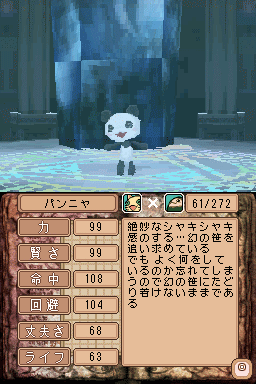 パンニャ
61/272
力 99
賢さ 99
命中 108
回避 104
丈夫さ 68
ライフ 63
絶妙なシャキシャキ
感のする…幻の笹を
追い求めている
でも よく何をして
いるのか忘れてしま
うので幻の笹にたど
り着けないままであ
る